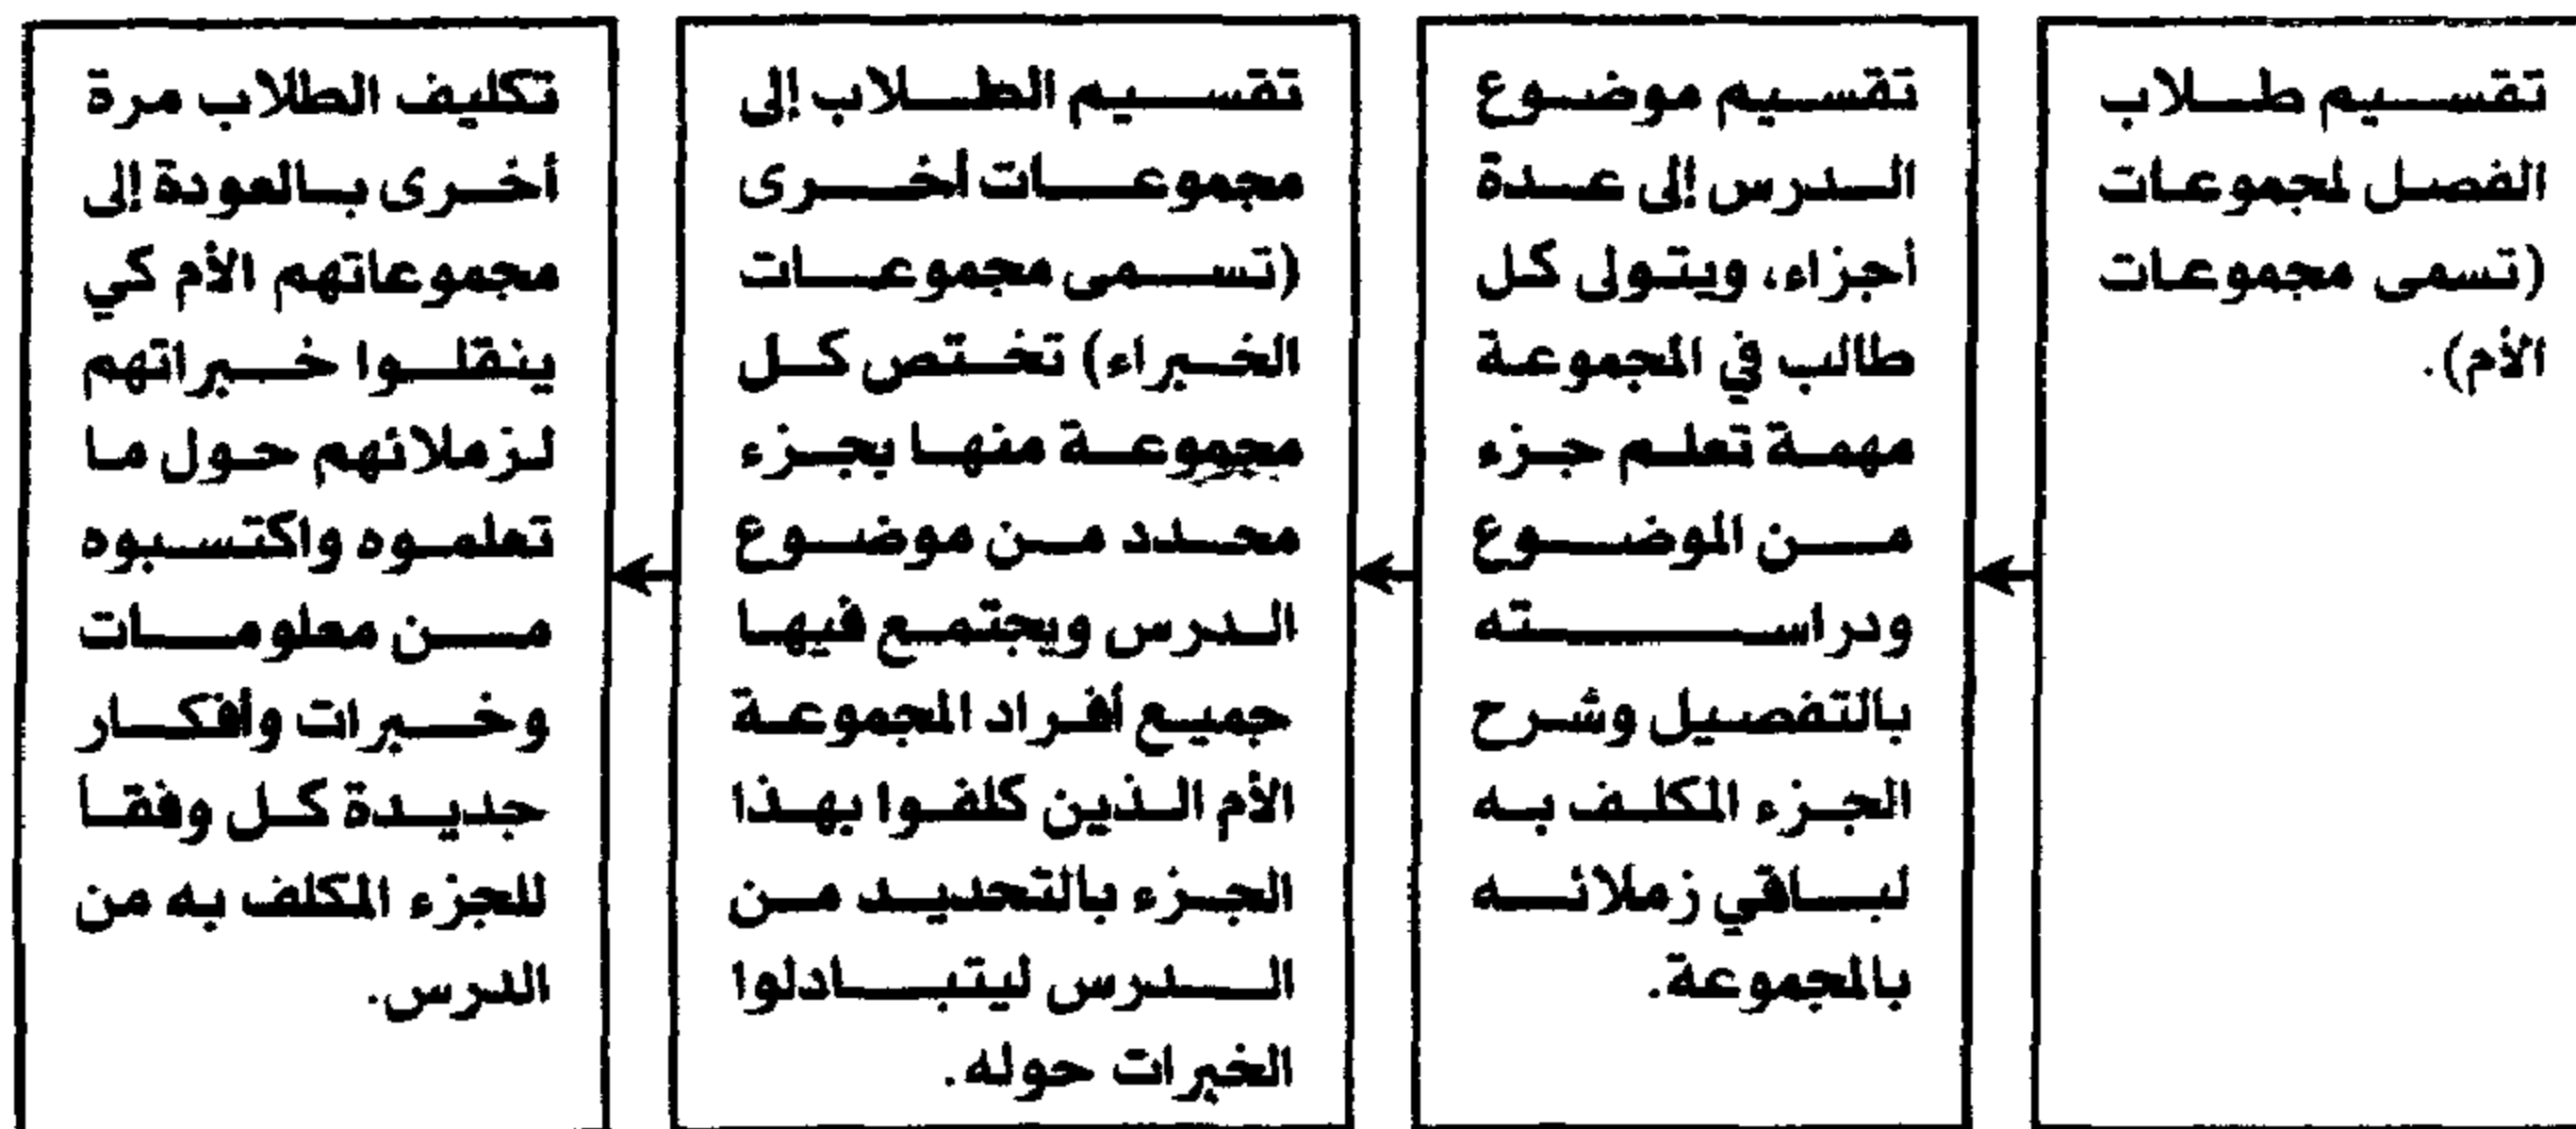 تقسيم طلاب
الفصل لمجموعات
(تسمى مجموعات
الأم).
تقسيم موضوع
الدرس إلى عدة
أجزاء، ويتولى كل
طالب في المجموعة
مهمة تعلم جزء
من الموضوع
ودراسته
بالتفصيل وشرح
الجزء المكلف به
لباقي زملائه
بالمجموعة.
تقسيم الطلاب إلى
مجموعات أخرى
(تسمى مجموعات
الخبراء) تختص كل
مجموعة منها بجزء
محدد من موضوع
الدرس ويجتمع فيها
جميع أفراد المجموعة
الأم الذين كلفوا بهذا
الجزء بالتحديد من
الدرس ليتبادلوا
الخبرات حوله.
تكليف الطلاب مرة
أخرى بالعودة إلى
مجموعاتهم الأم كي
ينقلوا خبراتهم
لزملائهم حول ما
تعلموه واكتسبوه
من معلومات
وخبرات وأفكار
جديدة كل وفقا
للجزء المكلف به من
الدرس.